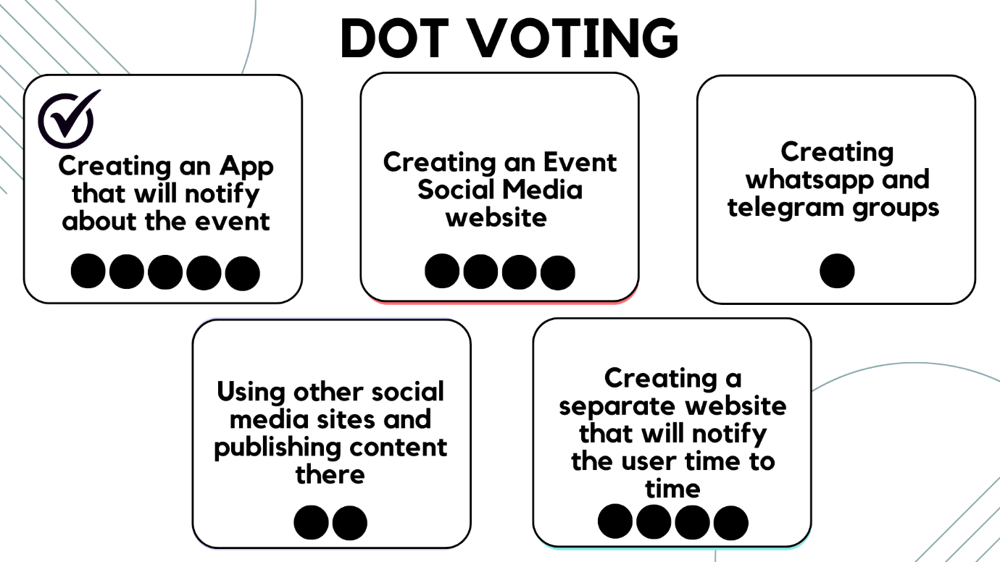 DOT VOTING
Creating an App
that will notify
about the event
Creating an Event
Social Media
website
Creating
whatsapp and
telegram groups
Using other social
media sites and
publishing content
there
Creating a
separate website
that will notify
the user time to
time